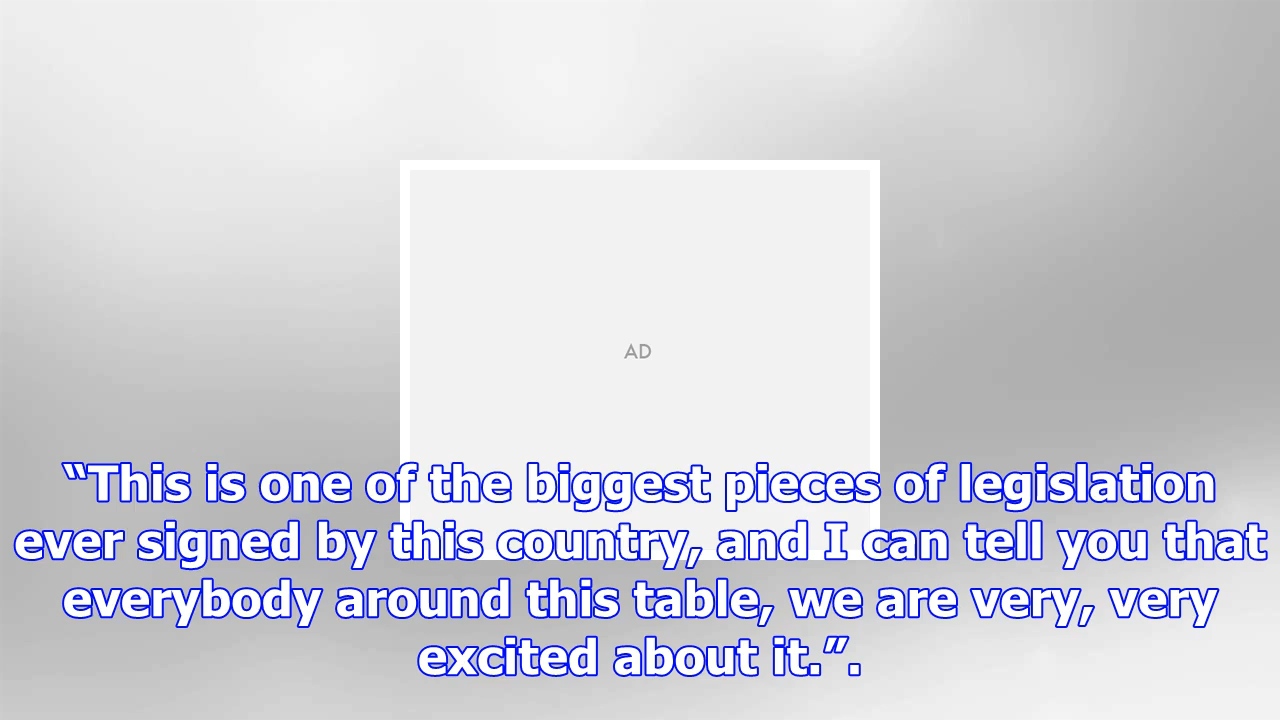 AD
“This is one of the biggest pieces of legislation
ever signed by this country, and I can tell you that
everybody around this table, we are very, very
excited about it.”.